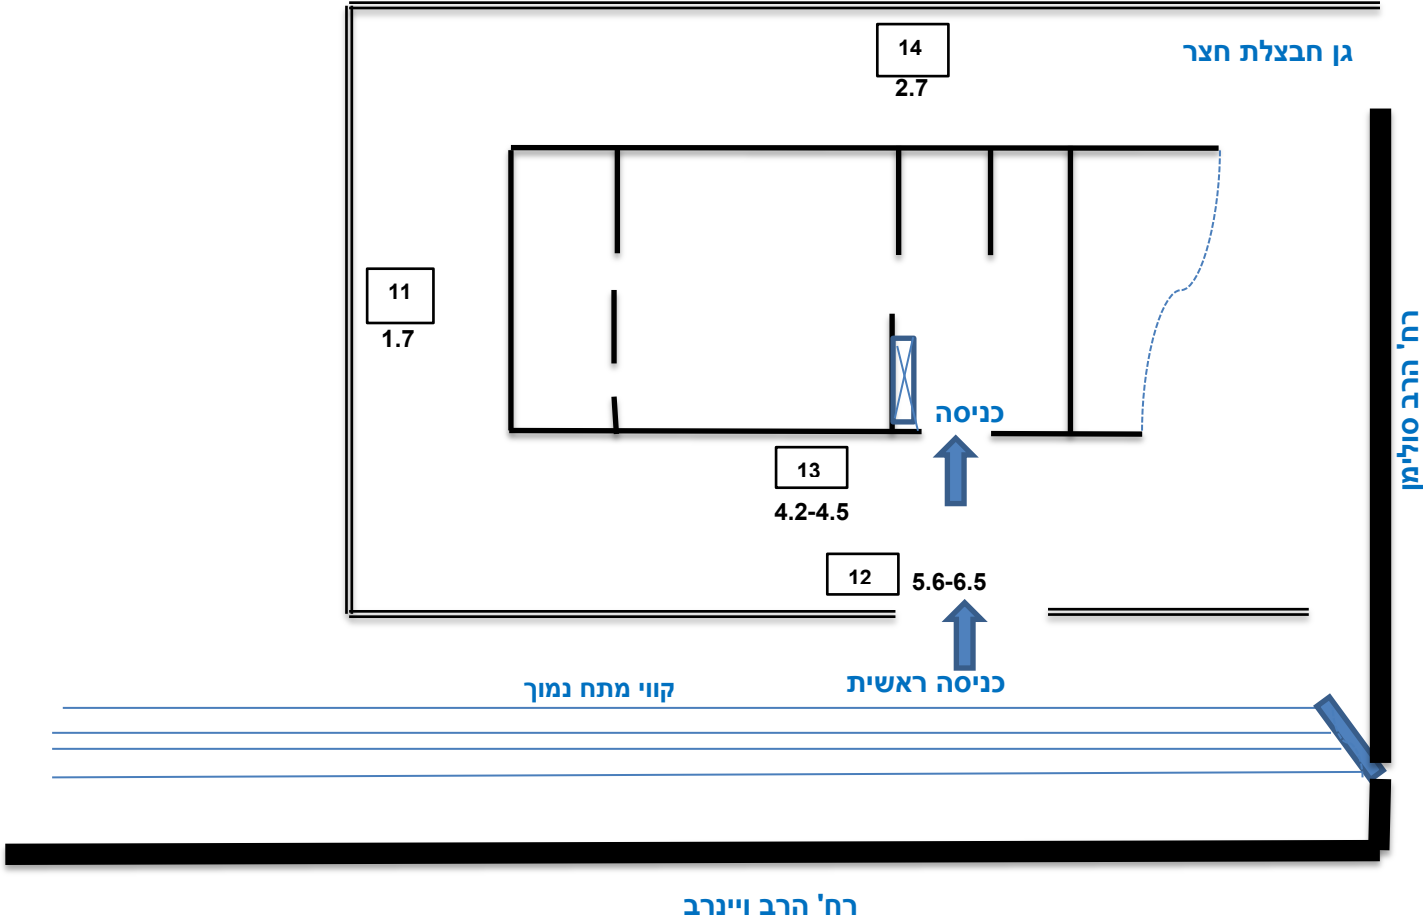 גן חבצלת חצר
14
2.7
11
1.7
רח' הרב סולימן
כניסה
13
4.2-4.5
12
5.6-6.5
כניסה ראשית
קווי מתח נמוך
רח' הרב ויינרב